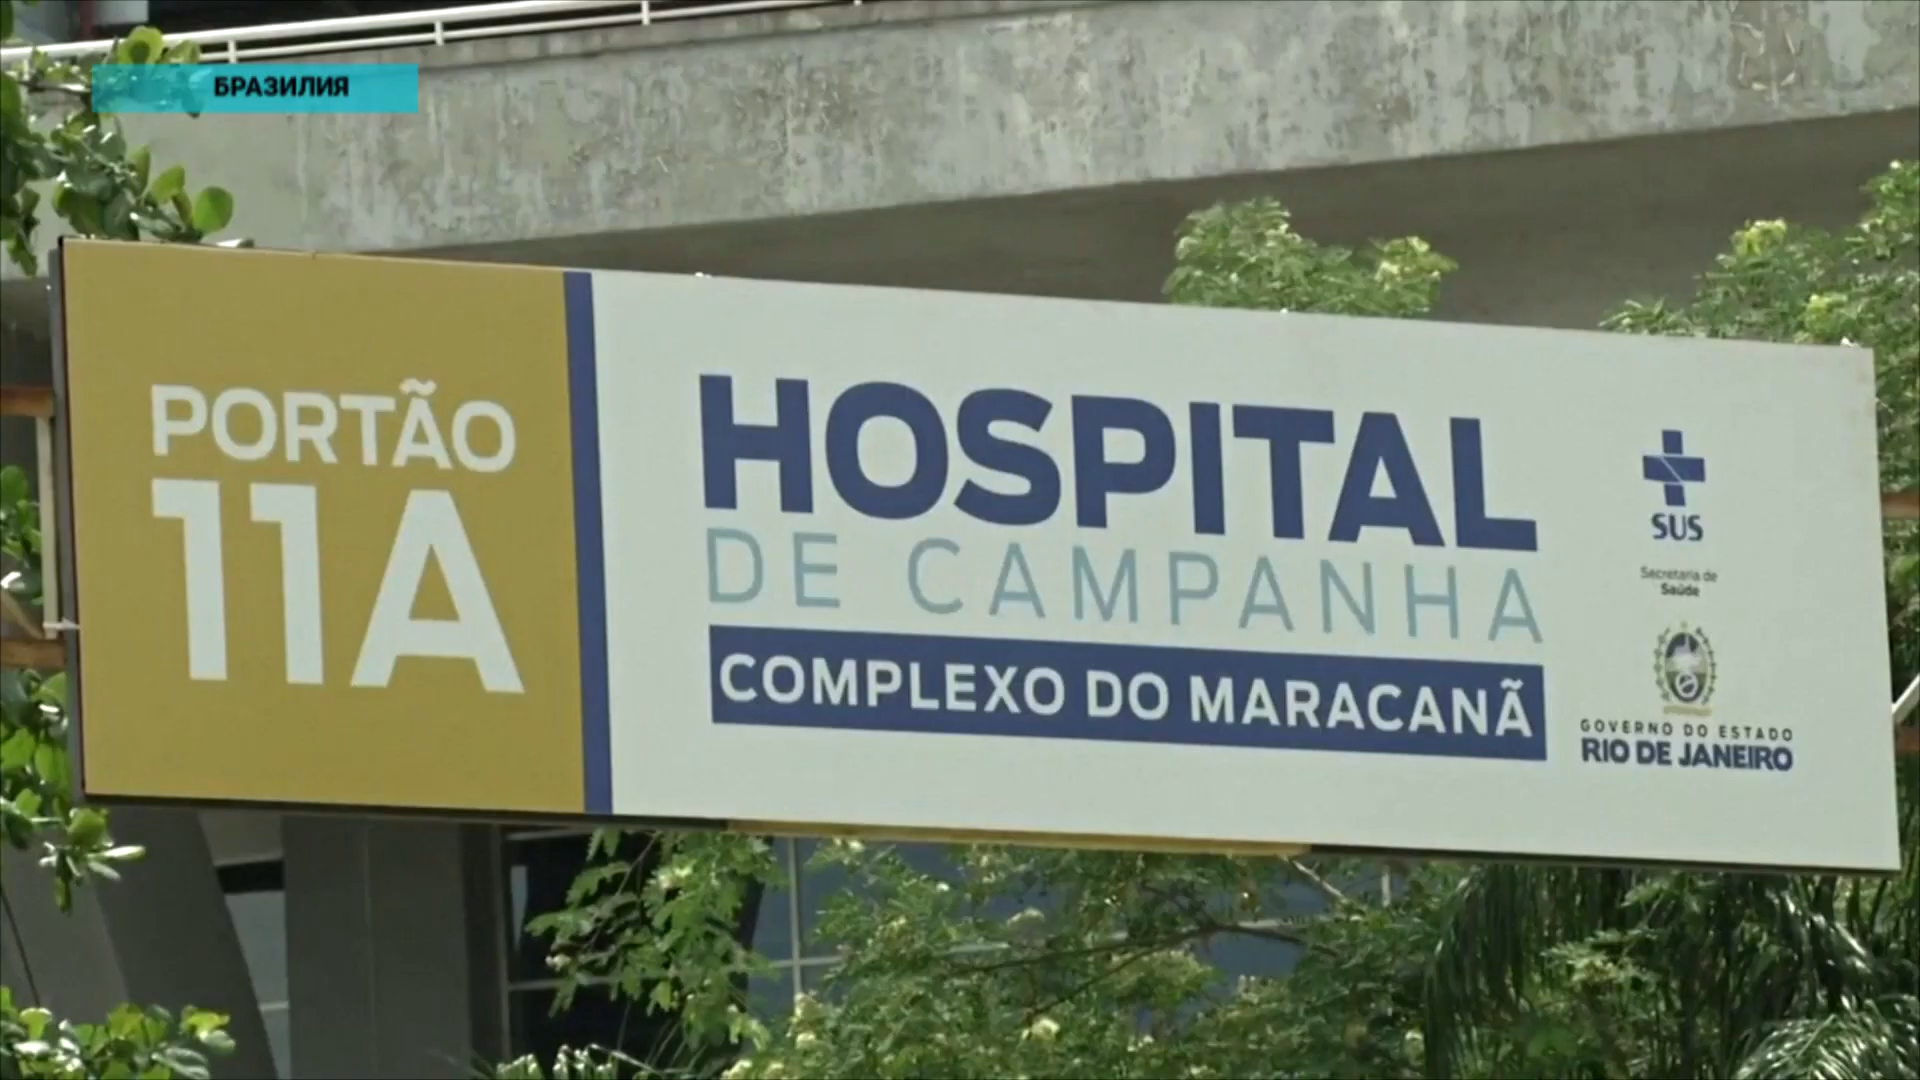 БРАЗИЛИЯ
PORTÃO
11A
HOSPITAL
DE CAMPANHA
COMPLEXO DO MARACANÃ
SUS
Secretaria de
Saúde
GOVERNO DO ESTADO
RIO DE JANEIRO